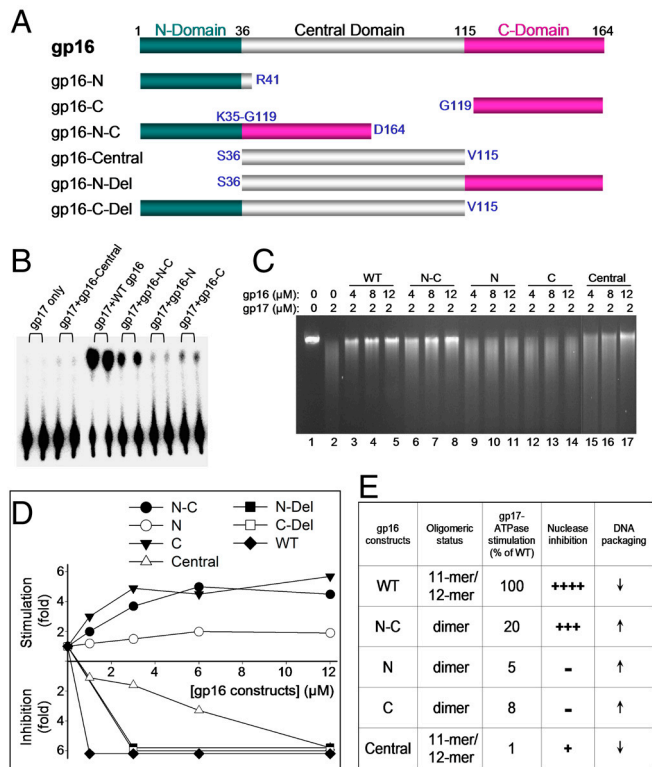 A
1 N-Domain 36 Central Domain 115 C-Domain 164
gp16
gp16-N R41
gp16-C G119
K35-G119
gp16-N-C D164
gp16-Central S36 V115
gp16-N-Del S36
gp16-C-Del V115
B
gp17 only
gp17+gp16-Central
gp17+WT gp16
gp17+gp16-N-C
gp17+gp16-N
gp17+gp16-C
C
WT N-C N C Central
gp16 (µM): 0 0 4 8 12 4 8 12 4 8 12 4 8 12 4 8 12
gp17 (µM): 0 2 2 2 2 2 2 2 2 2 2 2 2 2 2 2 2
1 2 3 4 5 6 7 8 9 10 11 12 13 14 15 16 17
D
N-C N-Del
N C-Del
C WT
Central
Stimulation
(fold)
6
4
2
2 4 6 8 10 12
[gp16 constructs] (µM)
Inhibition
(fold)
2
4
6
E
gp16 constructs Oligomeric status gp17-ATPase stimulation (% of WT) Nuclease inhibition DNA packaging
WT 11-mer/12-mer 100 ++++ ↓
N-C dimer 20 +++ ↑
N dimer 5 - ↑
C dimer 8 - ↑
Central 11-mer/12-mer 1 + ↓